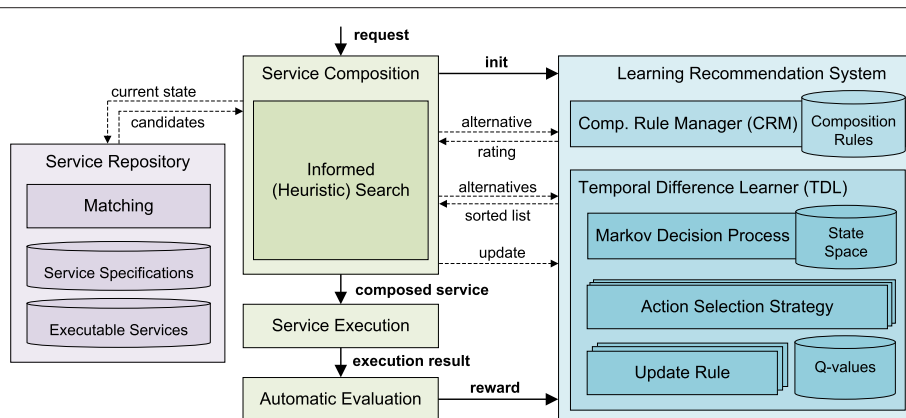 request
Service Composition
init
Learning Recommendation System
current state
candidates
alternative
rating
Comp. Rule Manager (CRM)
Composition
Rules
Service Repository
Informed
(Heuristic) Search
Matching
alternatives
sorted list
Temporal Difference Learner (TDL)
Markov Decision Process
State
Space
update
Service Specifications
composed service
Executable Services
Service Execution
Action Selection Strategy
execution result
Update Rule
Q-values
Automatic Evaluation
reward